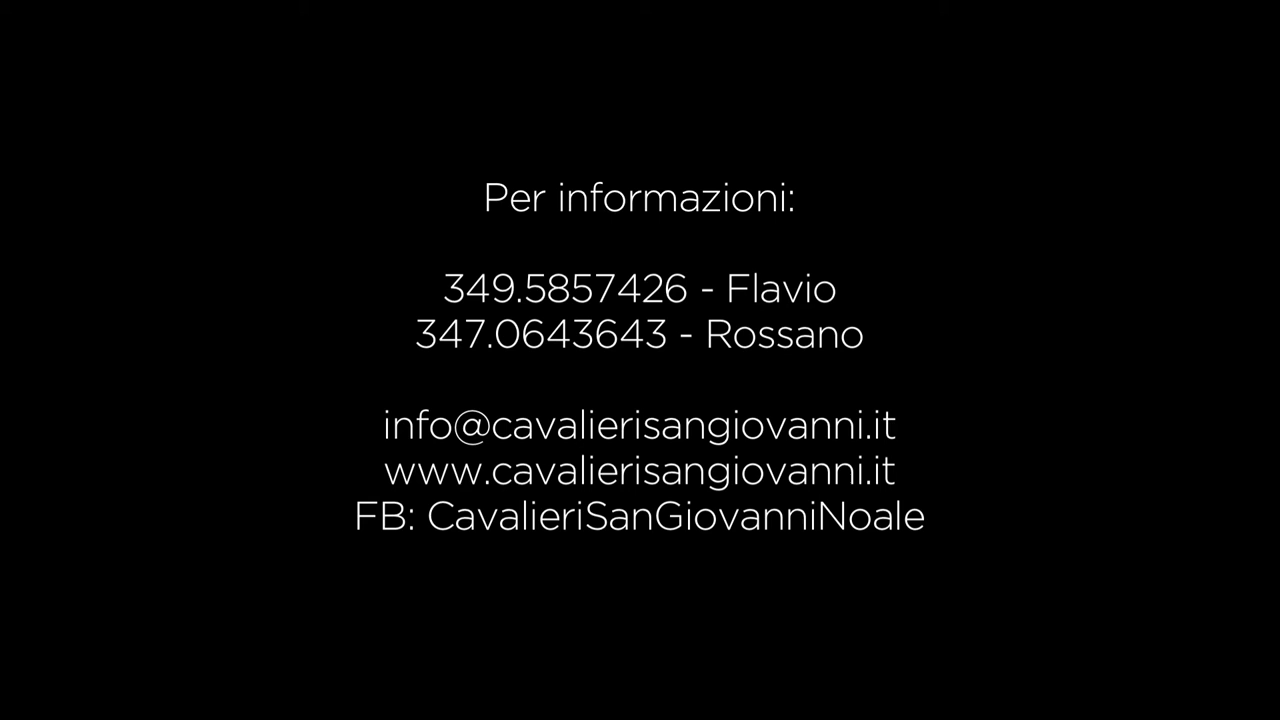 Per informazioni:
349.5857426 - Flavio
347.0643643 - Rossano
info@cavalierisangiovanni.it
www.cavalierisangiovanni.it
FB: CavalieriSanGiovanniNoale